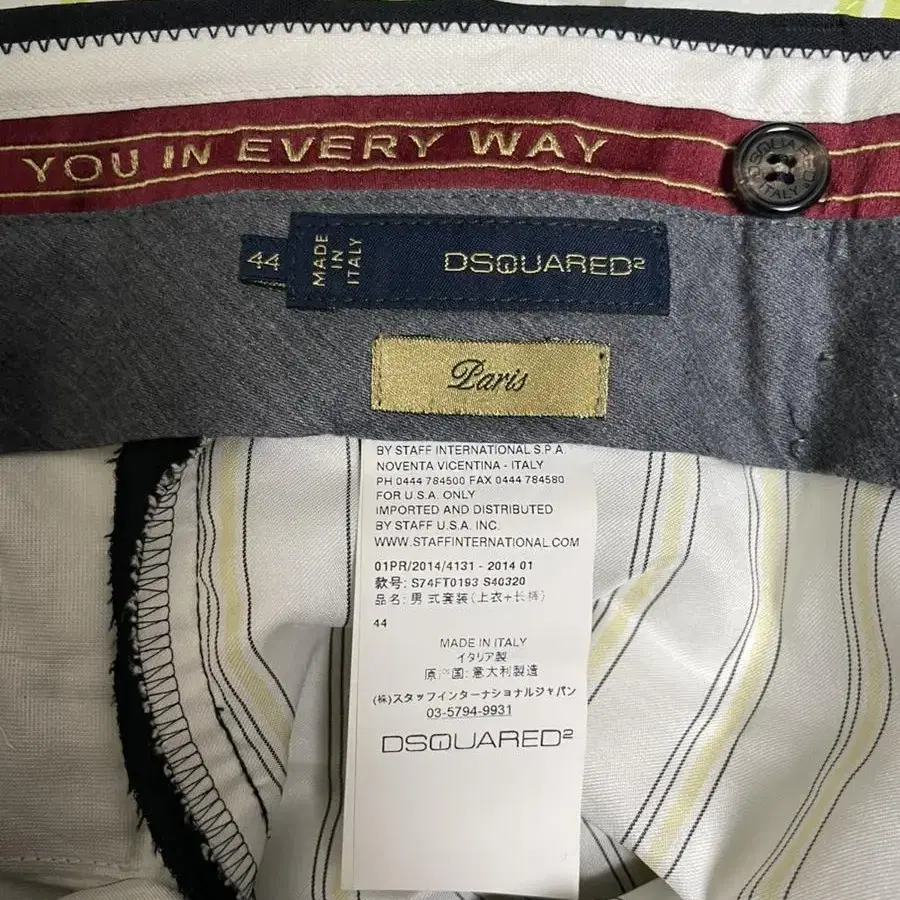 YOU IN EVERY WAY
DSQUARED² ITALY
44
MADE IN ITALY
DSQUARED²
Paris
BY STAFF INTERNATIONAL S.P.A
NOVENTA VICENTINA - ITALY
PH 0444 784500 FAX 0444 784580
FOR U.S.A. ONLY
IMPORTED AND DISTRIBUTED
BY STAFF U.S.A. INC.
WWW.STAFFINTERNATIONAL.COM
01PR/2014/4131 - 2014 01
款号: S74FT0193 S40320
品名: 男式套装(上衣+长裤)
44
MADE IN ITALY
イタリア製
原产国: 意大利製造
(株)スタッフインターナショナルジャパン
03-5794-9931
DSQUARED²